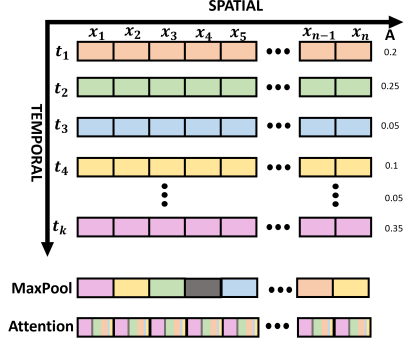 SPATIAL
x₁ x₂ x₃ x₄ x₅ xₙ₋₁ xₙ A
t₁ ••• 0.2
t₂ ••• 0.25
t₃ ••• 0.05
t₄ ••• 0.1
0.05
tₖ ••• 0.35
TEMPORAL
MaxPool •••
Attention •••